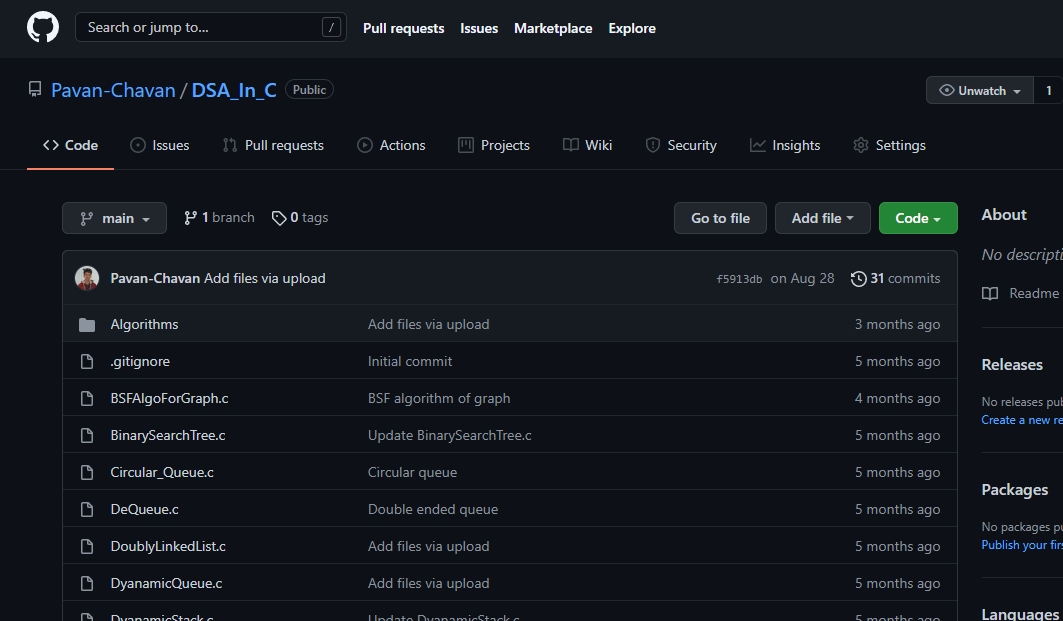 Search or jump to... /
Pull requests Issues Marketplace Explore
Pavan-Chavan / DSA_In_C Public
Unwatch 1
Code Issues Pull requests Actions Projects Wiki Security Insights Settings
main 1 branch 0 tags
Go to file Add file Code
Pavan-Chavan Add files via upload f5913db on Aug 28 31 commits
Algorithms Add files via upload 3 months ago
.gitignore Initial commit 5 months ago
BSFAlgoForGraph.c BSF algorithm of graph 4 months ago
BinarySearchTree.c Update BinarySearchTree.c 5 months ago
Circular_Queue.c Circular queue 5 months ago
DeQueue.c Double ended queue 5 months ago
DoublyLinkedList.c Add files via upload 5 months ago
DyanamicQueue.c Add files via upload 5 months ago
DyanamicStack.c Update DyanamicStack.c 5 months ago
About
No descripti
Readme
Releases
No releases pub
Create a new re
Packages
No packages pu
Publish your firs
Languages